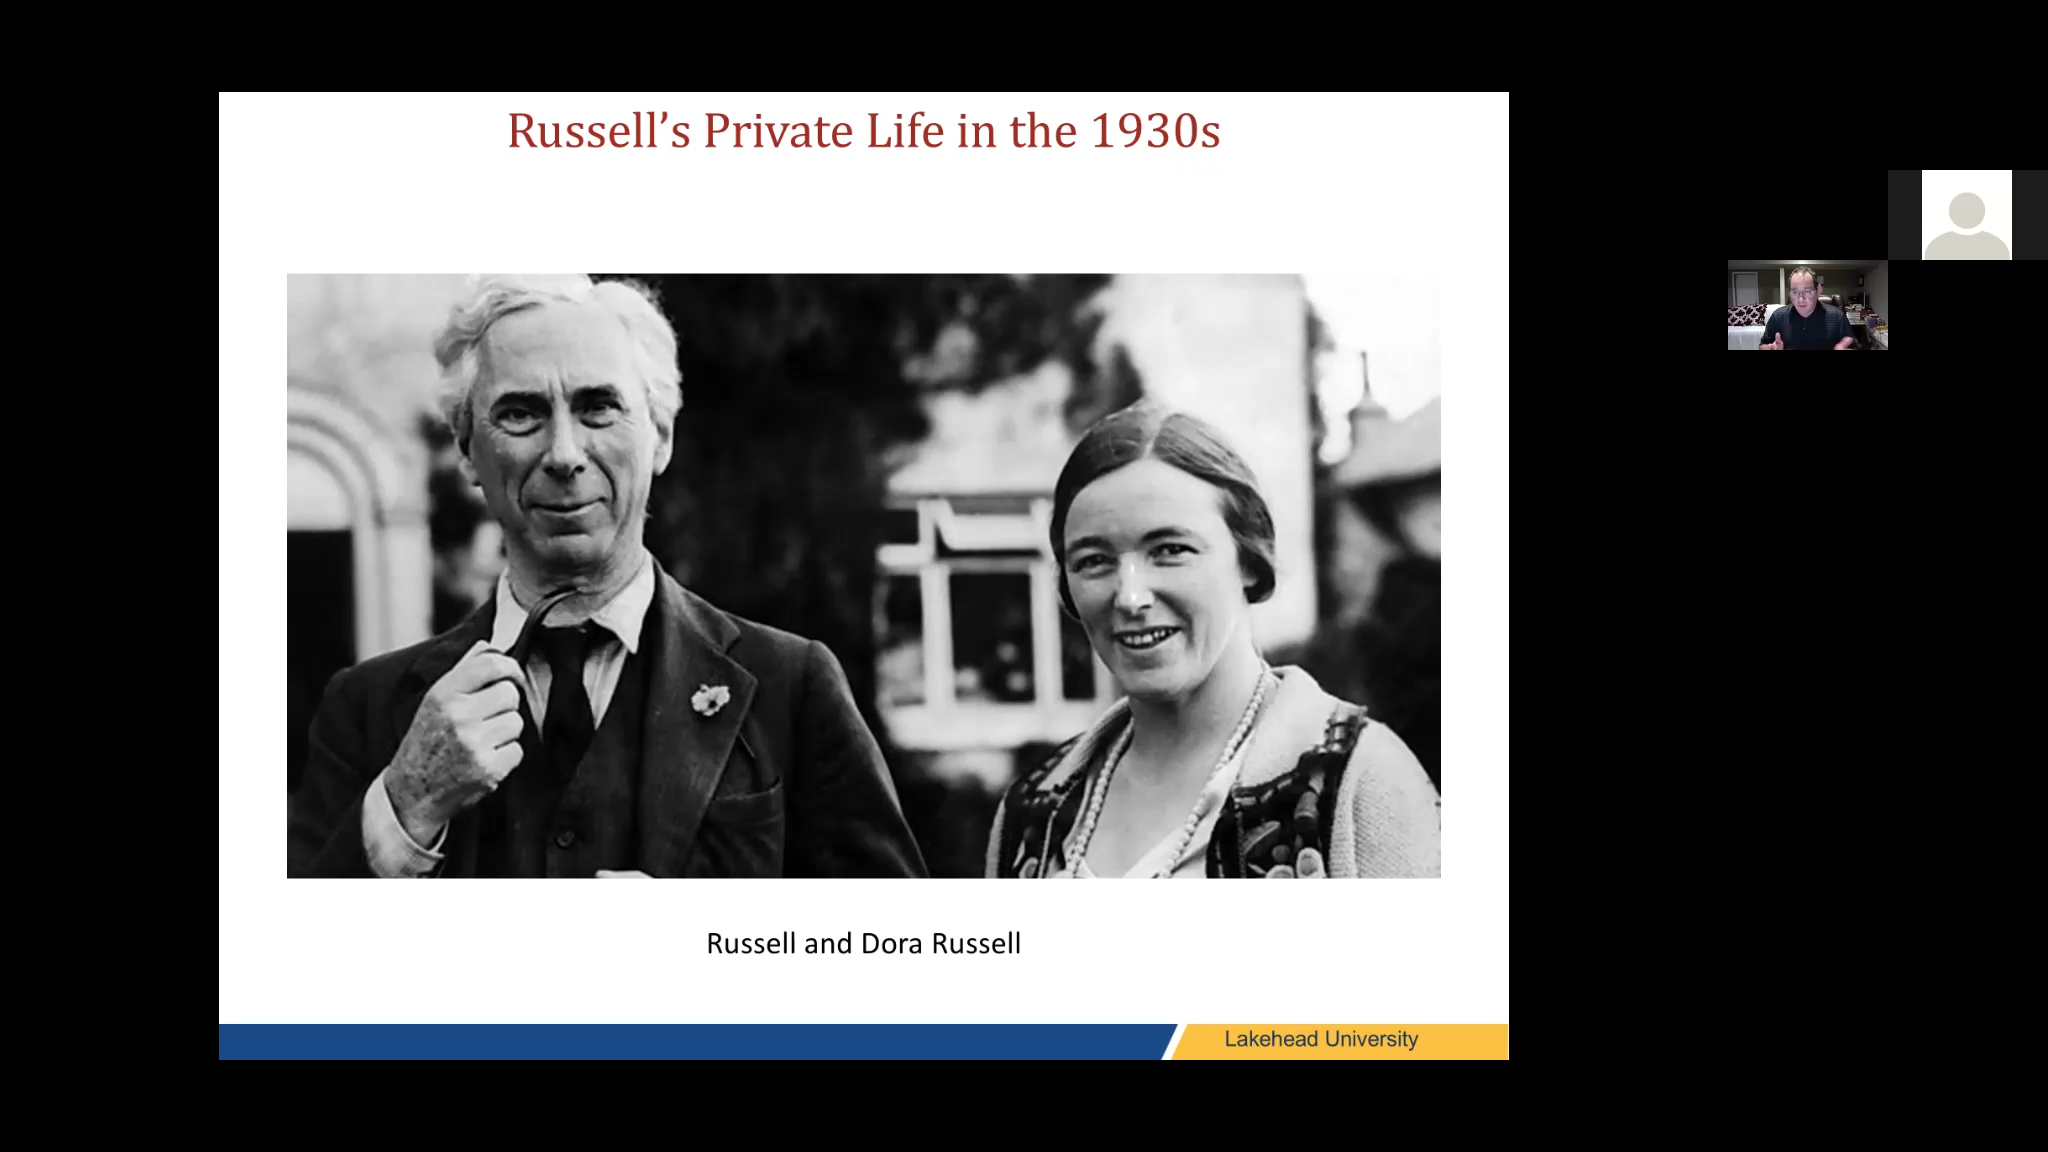 Russell’s Private Life in the 1930s
Russell and Dora Russell
Lakehead University